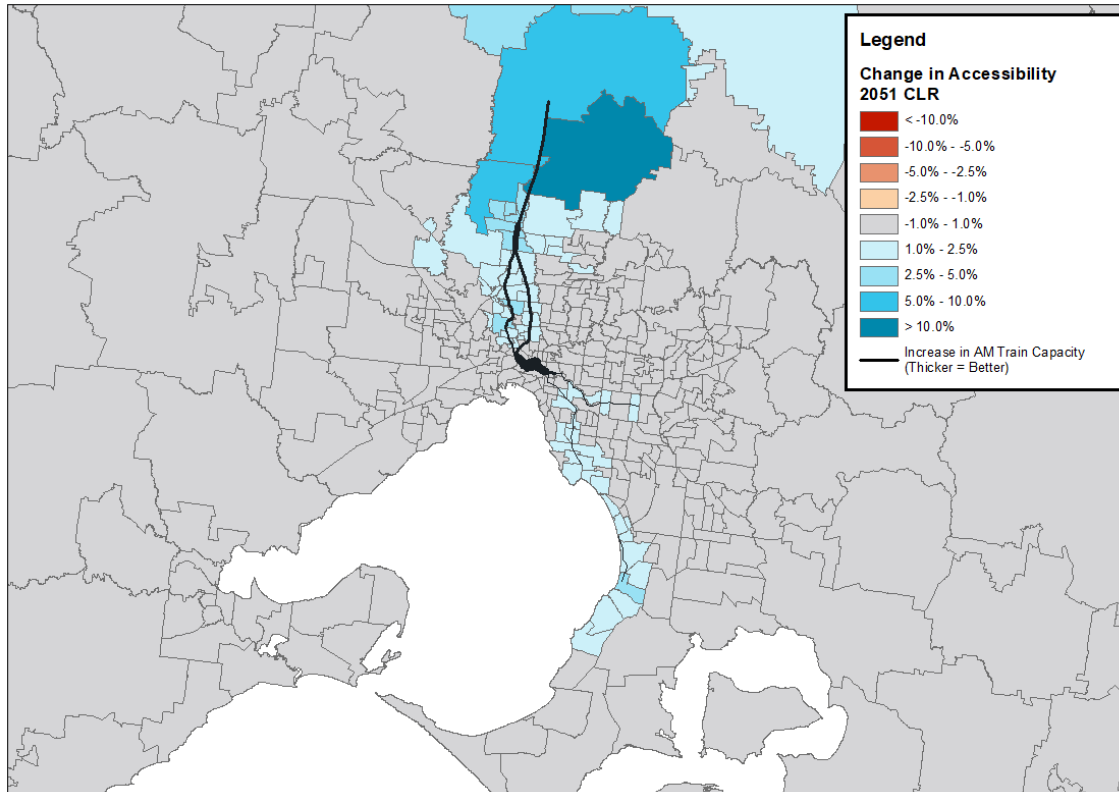 Legend
Change in Accessibility
2051 CLR
< -10.0%
-10.0% - -5.0%
-5.0% - -2.5%
-2.5% - -1.0%
-1.0% - 1.0%
1.0% - 2.5%
2.5% - 5.0%
5.0% - 10.0%
> 10.0%
Increase in AM Train Capacity
(Thicker = Better)